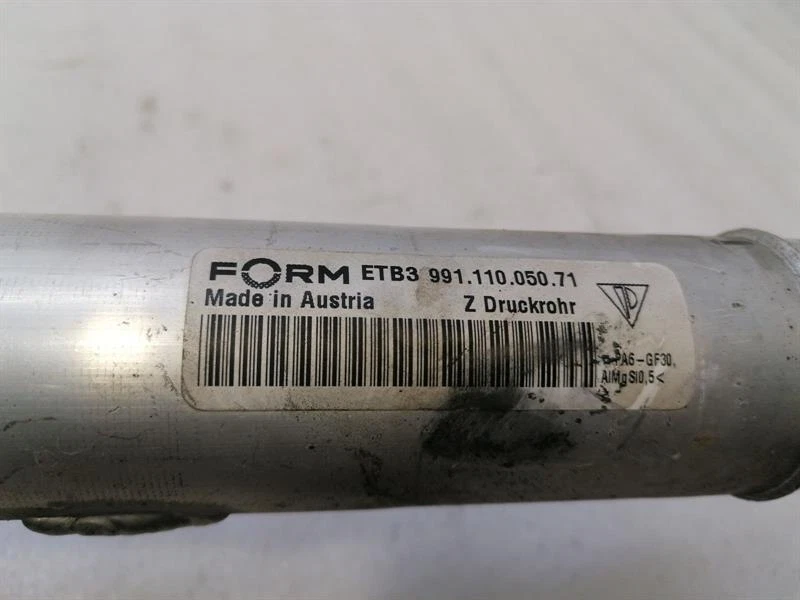 FORM ETB3 991.110.050.71
Made in Austria Z Druckrohr
PA6-GF30,
AlMgSi0,5<